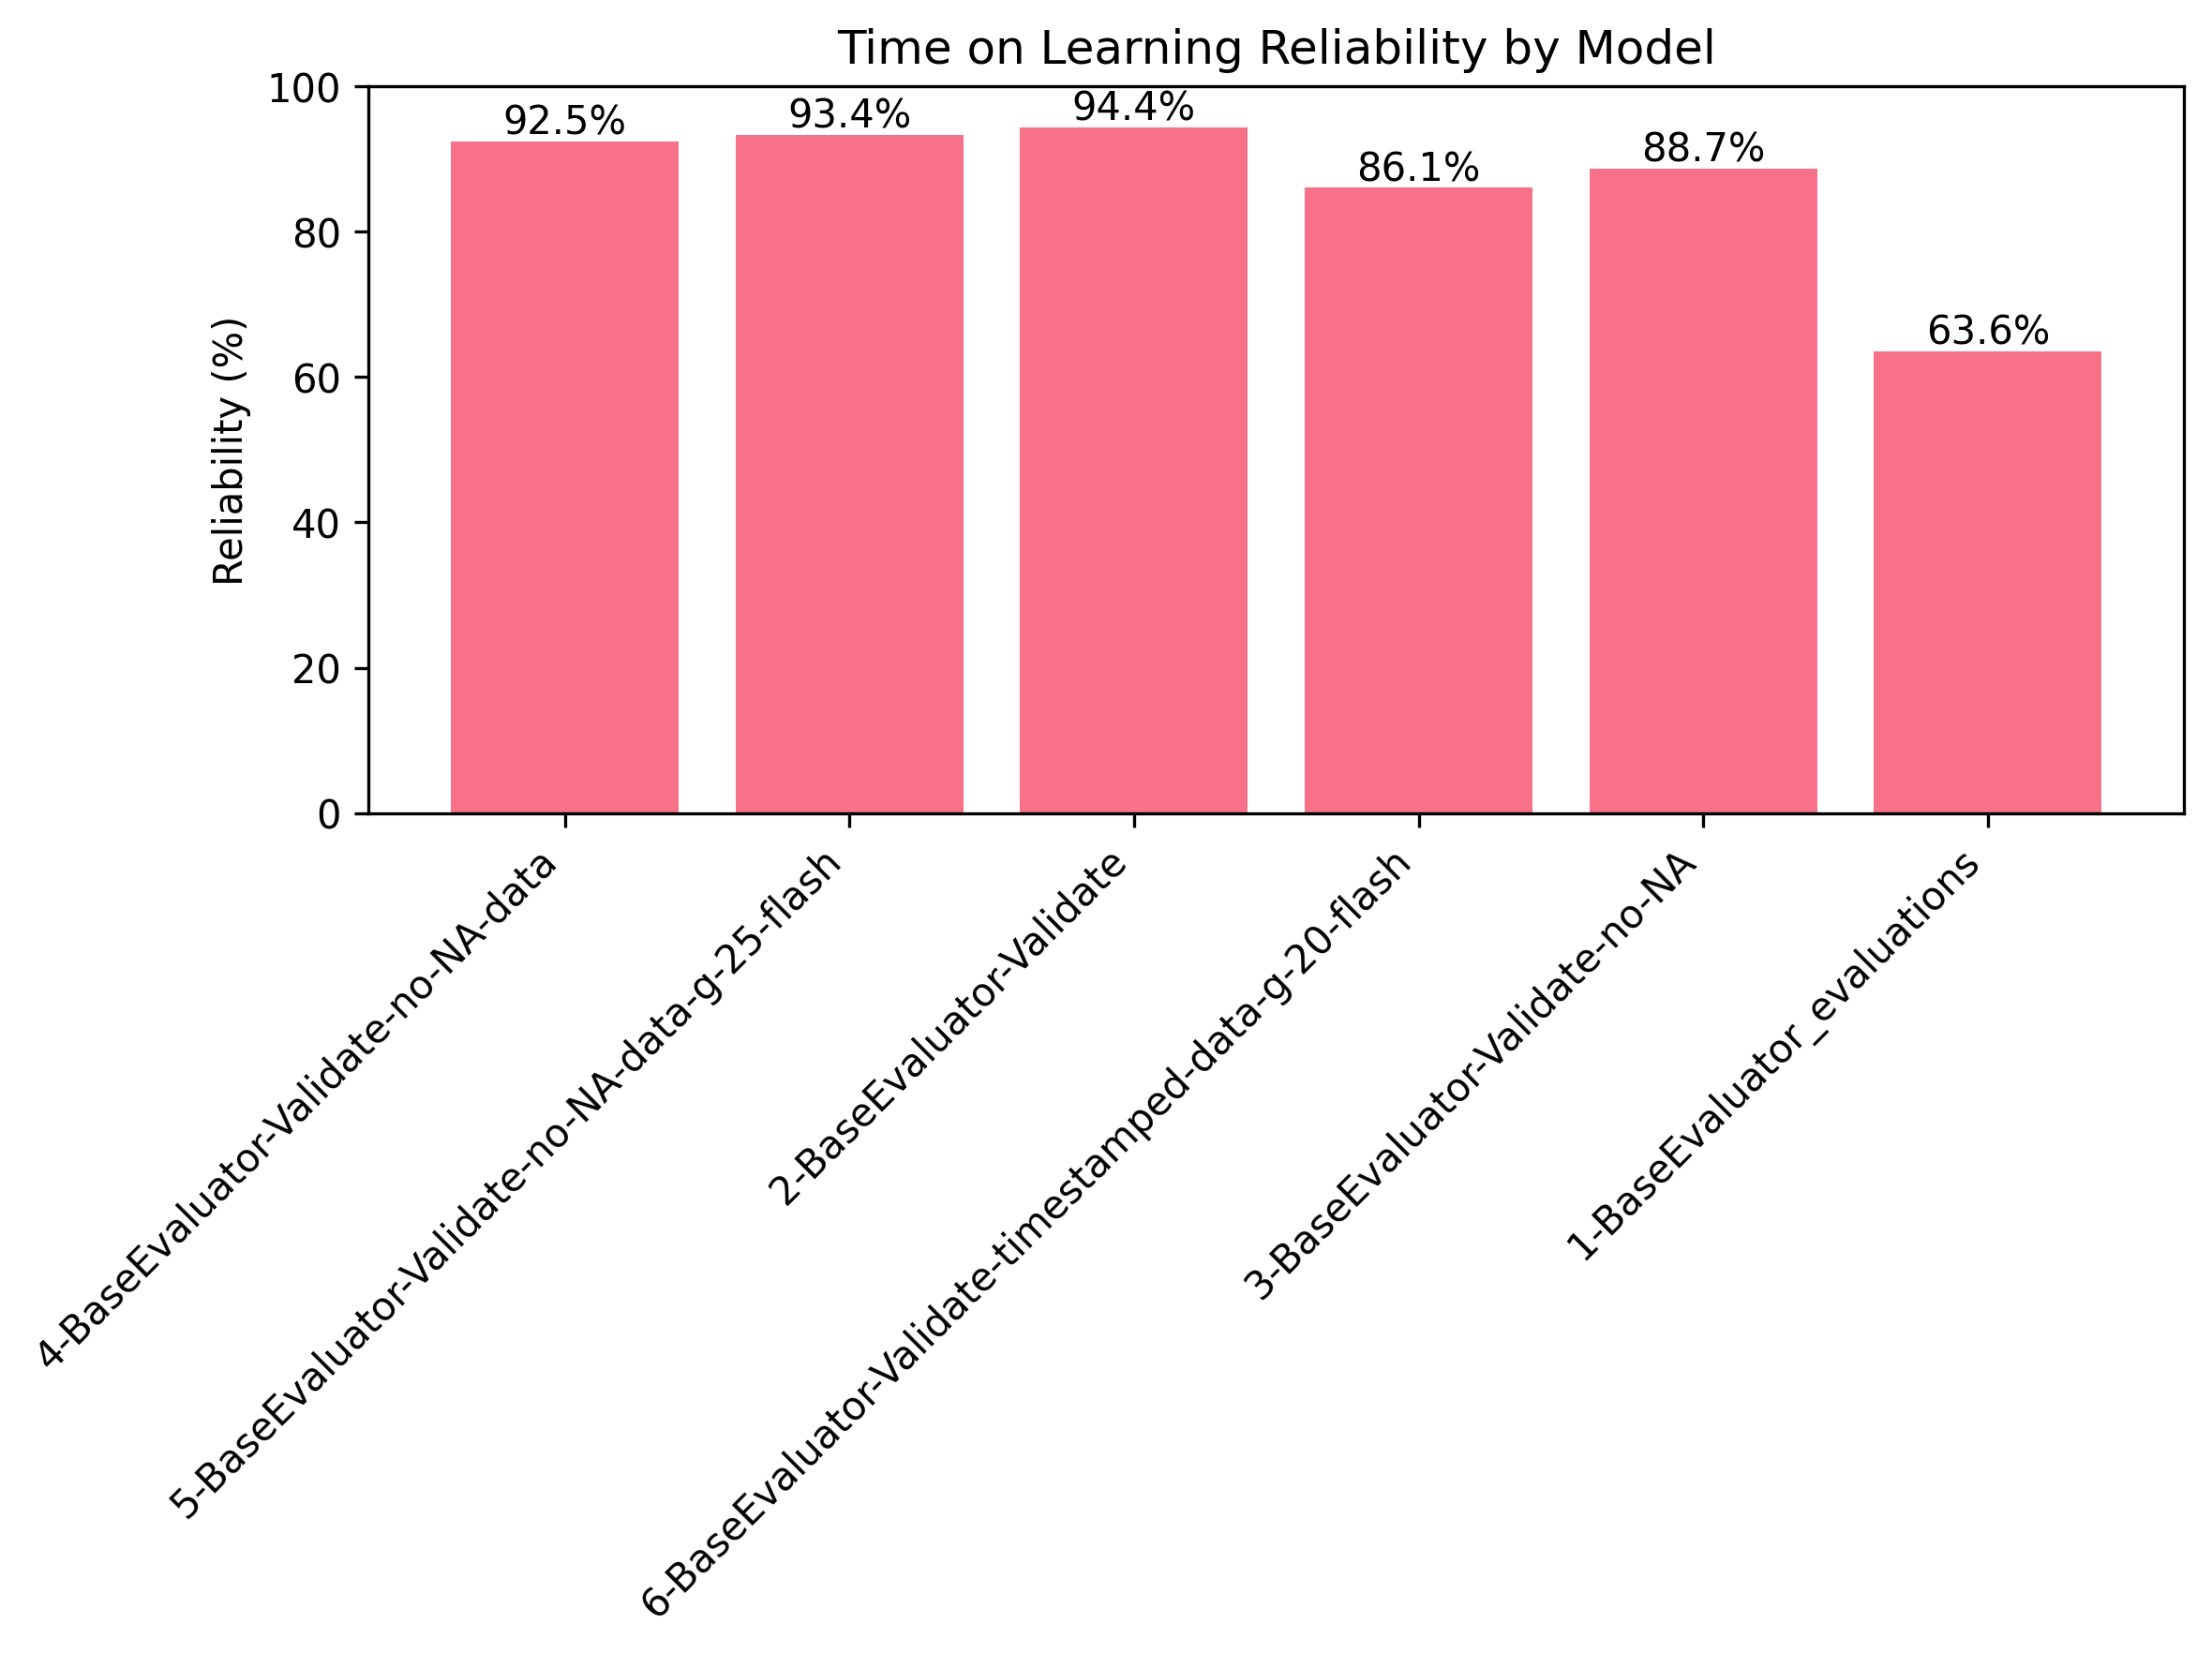 Time on Learning Reliability by Model
Reliability (%)
100
80
60
40
20
0
92.5%
93.4%
94.4%
86.1%
88.7%
63.6%
4-BaseEvaluator-Validate-no-NA-data
5-BaseEvaluator-Validate-no-NA-data-g-25-flash
2-BaseEvaluator-Validate
6-BaseEvaluator-Validate-timestamped-data-g-20-flash
3-BaseEvaluator-Validate-no-NA
1-BaseEvaluator_evaluations